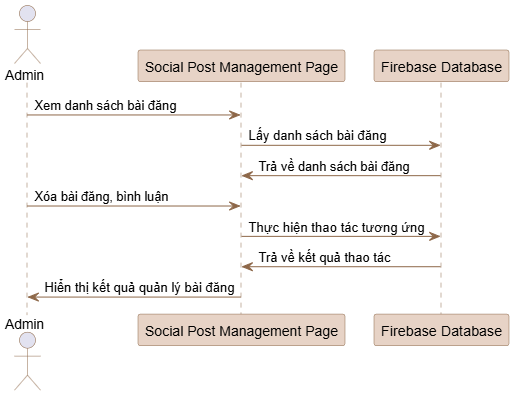 Admin
Social Post Management Page
Firebase Database
Xem danh sách bài đăng
Lấy danh sách bài đăng
Trả về danh sách bài đăng
Xóa bài đăng, bình luận
Thực hiện thao tác tương ứng
Trả về kết quả thao tác
Hiển thị kết quả quản lý bài đăng
Admin
Social Post Management Page
Firebase Database